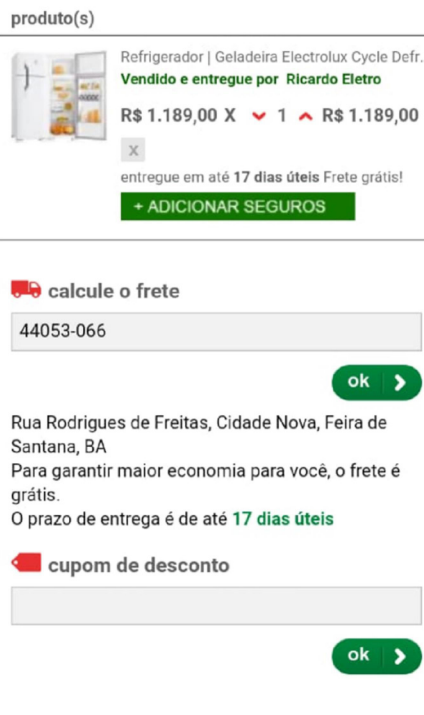 produto(s)
Refrigerador | Geladeira Electrolux Cycle Defr.
Vendido e entregue por Ricardo Eletro
R$ 1.189,00 X 1 R$ 1.189,00
X
entregue em até 17 dias úteis Frete grátis!
+ ADICIONAR SEGUROS
calcule o frete
44053-066
ok
Rua Rodrigues de Freitas, Cidade Nova, Feira de
Santana, BA
Para garantir maior economia para você, o frete é
grátis.
O prazo de entrega é de até 17 dias úteis
cupom de desconto
ok